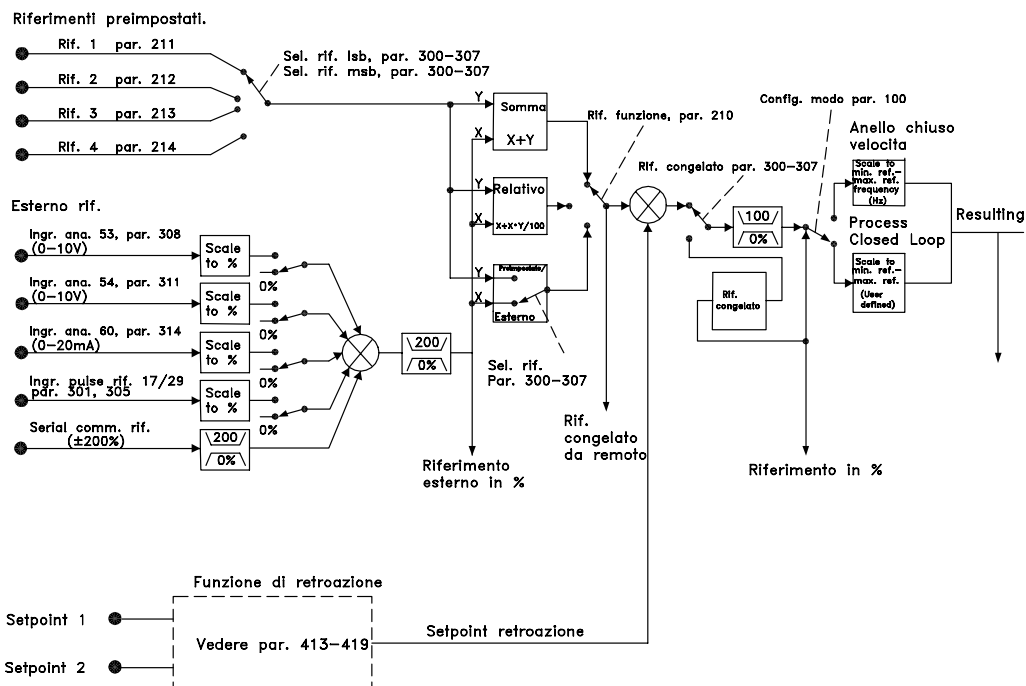 Riferimenti preimpostati.
Rif. 1 par. 211
Rif. 2 par. 212
Rif. 3 par. 213
Rif. 4 par. 214
Sel. rif. lsb, par. 300-307
Sel. rif. msb, par. 300-307
Esterno rif.
Ingr. ana. 53, par. 308
(0-10V)
Ingr. ana. 54, par. 311
(0-10V)
Ingr. ana. 60, par. 314
(0-20mA)
Ingr. pulse rif. 17/29
par. 301, 305
Serial comm. rif.
(±200%)
Scale
to %
0%
Scale
to %
0%
Scale
to %
0%
Scale
to %
0%
200
0%
200
0%
Y
X
Somma
X+Y
Y
X
Relativo
X+X*Y/100
Y
X
Preimpostato/
Esterno
Sel. rif.
Par. 300-307
Riferimento
esterno in %
Rif. funzione, par. 210
Rif.
congelato
da remoto
Rif. congelato par. 300-307
100
0%
Rif.
congelato
Config. modo par. 100
Anello chiuso
velocita
Scale to
min. ref.-
max. ref.
frequency
(Hz)
Process
Closed Loop
Scale to
min. ref.-
max. ref.
(User
defined)
Resulting
Riferimento in %
Funzione di retroazione
Setpoint 1
Setpoint 2
Vedere par. 413-419
Setpoint retroazione